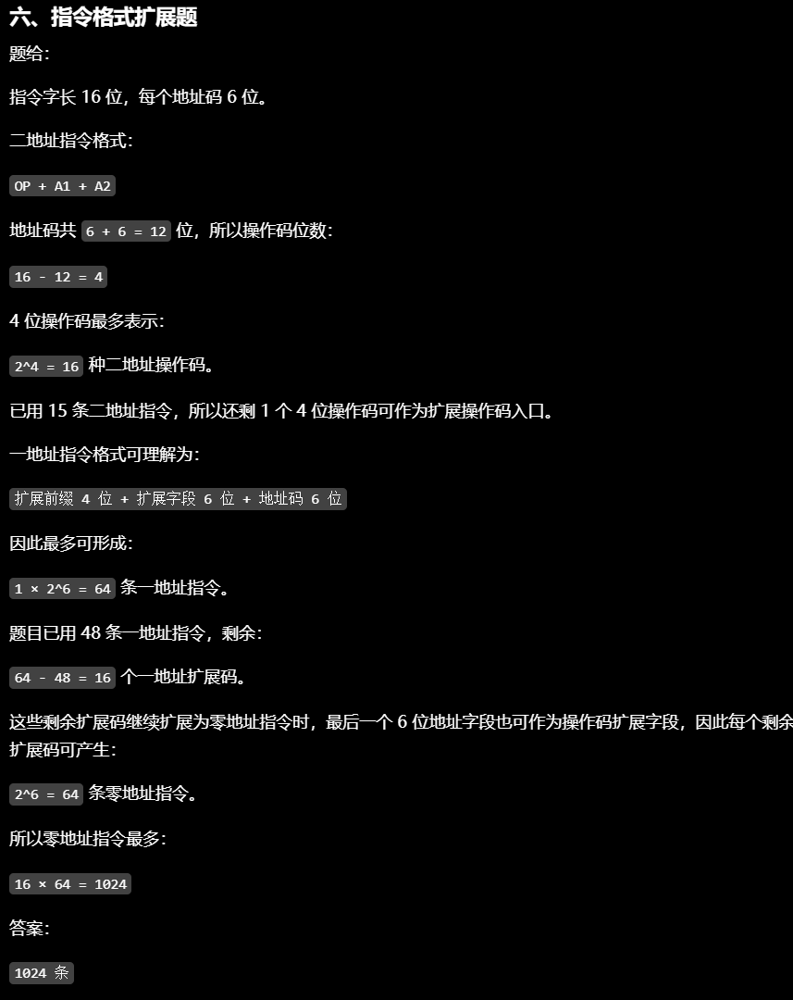 六、指令格式扩展题
题给：
指令字长 16 位，每个地址码 6 位。
二地址指令格式：
OP + A1 + A2
地址码共 6 + 6 = 12 位，所以操作码位数：
16 - 12 = 4
4 位操作码最多表示：
2^4 = 16 种二地址操作码。
已用 15 条二地址指令，所以还剩 1 个 4 位操作码可作为扩展操作码入口。
一地址指令格式可理解为：
扩展前缀 4 位 + 扩展字段 6 位 + 地址码 6 位
因此最多可形成：
1 × 2^6 = 64 条一地址指令。
题目已用 48 条一地址指令，剩余：
64 - 48 = 16 个一地址扩展码。
这些剩余扩展码继续扩展为零地址指令时，最后一个 6 位地址字段也可作为操作码扩展字段，因此每个剩余
扩展码可产生：
2^6 = 64 条零地址指令。
所以零地址指令最多：
16 × 64 = 1024
答案：
1024 条